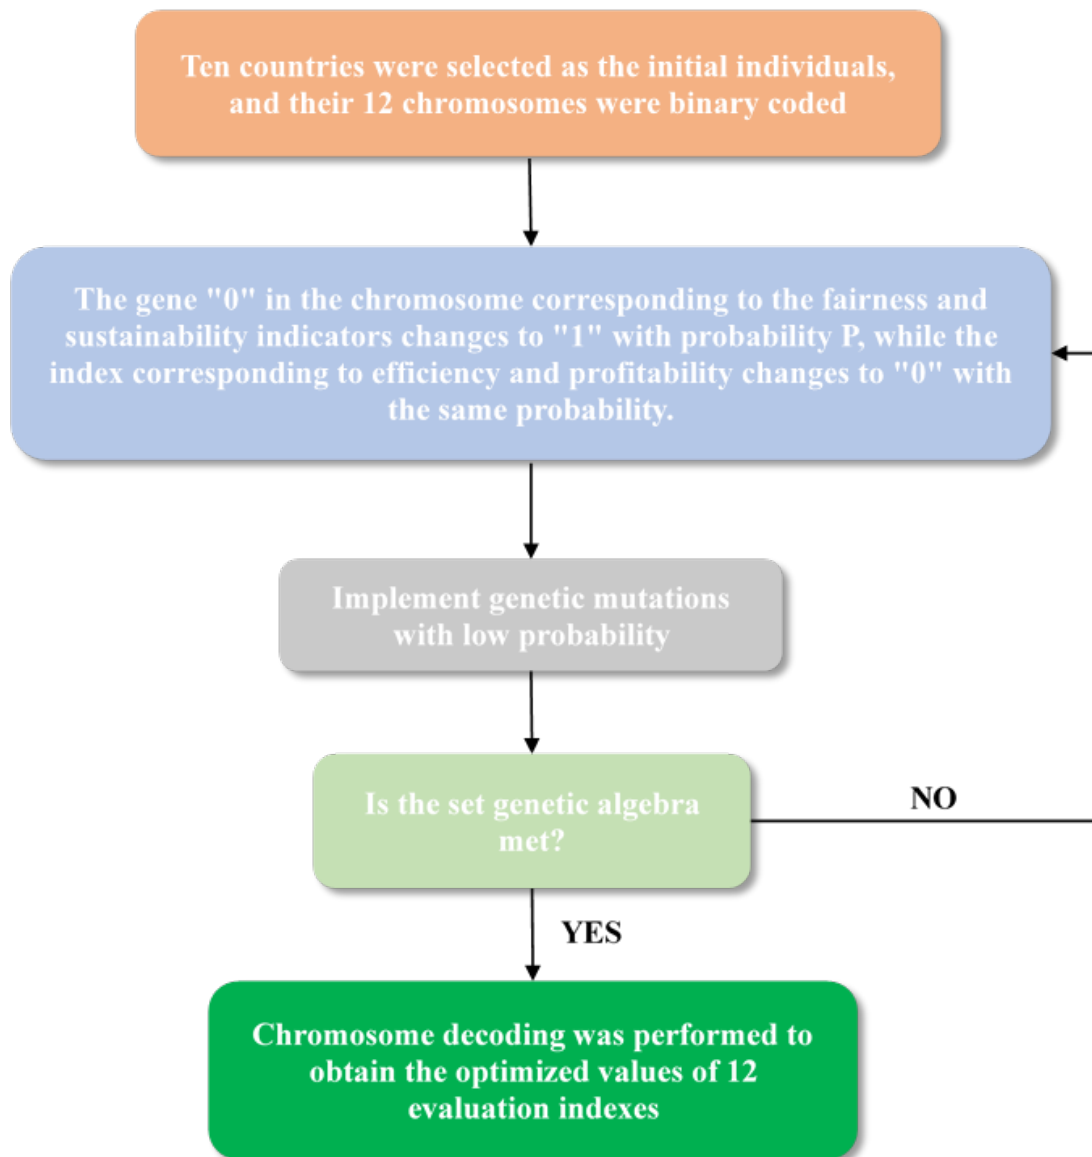 Ten countries were selected as the initial individuals,
and their 12 chromosomes were binary coded
The gene "0" in the chromosome corresponding to the fairness and
sustainability indicators changes to "1" with probability P, while the
index corresponding to efficiency and profitability changes to "0" with
the same probability.
Implement genetic mutations
with low probability
Is the set genetic algebra
met?
NO
YES
Chromosome decoding was performed to
obtain the optimized values of 12
evaluation indexes